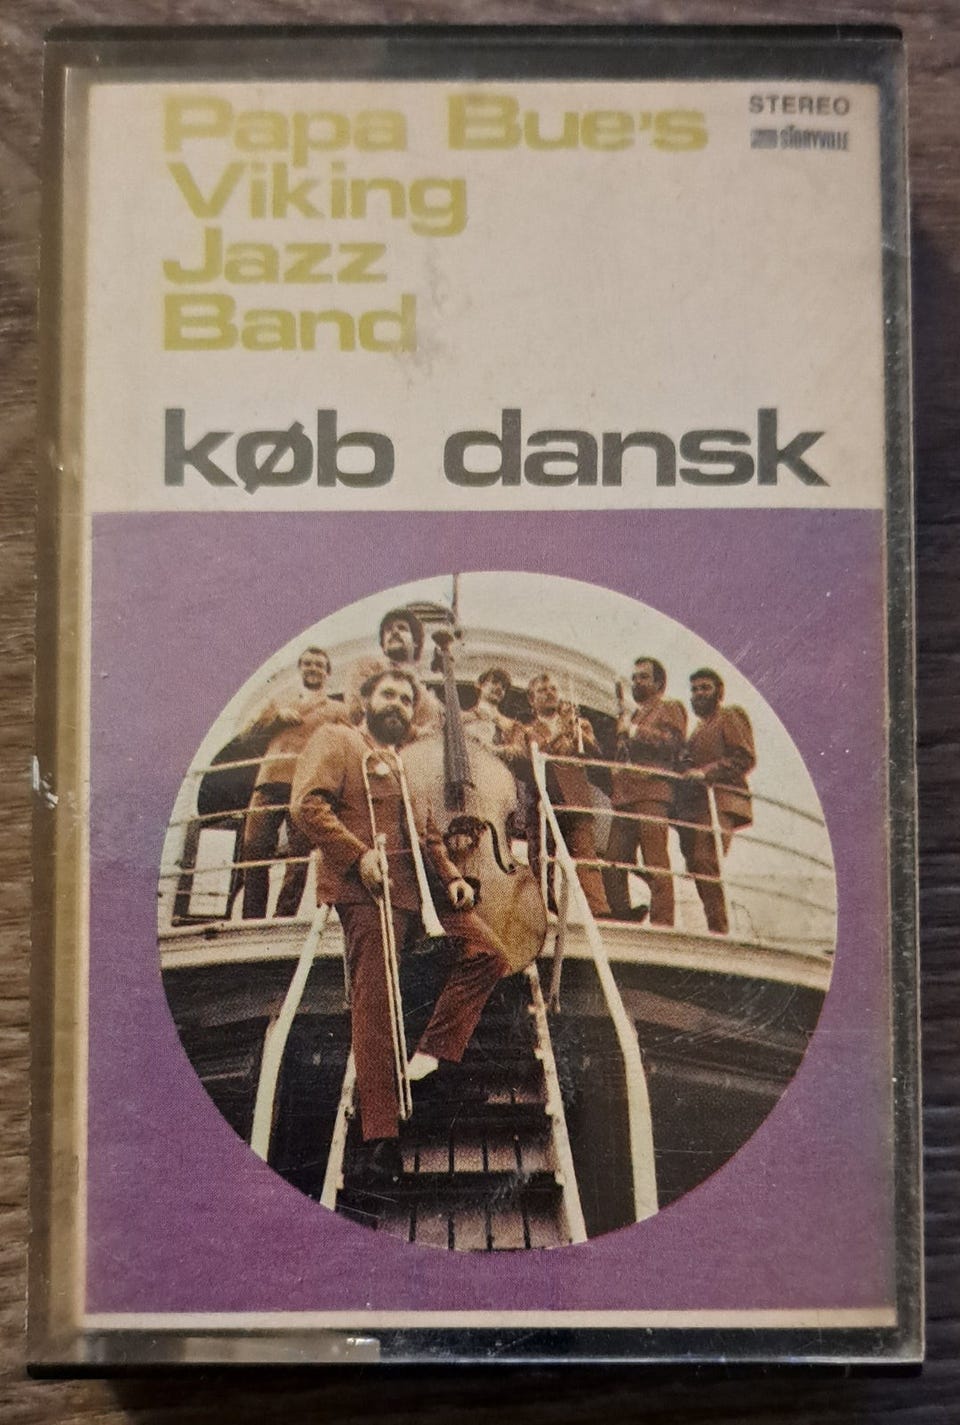 Papa Bue's
Viking
Jazz
Band
STEREO
STORYVILLE
køb dansk